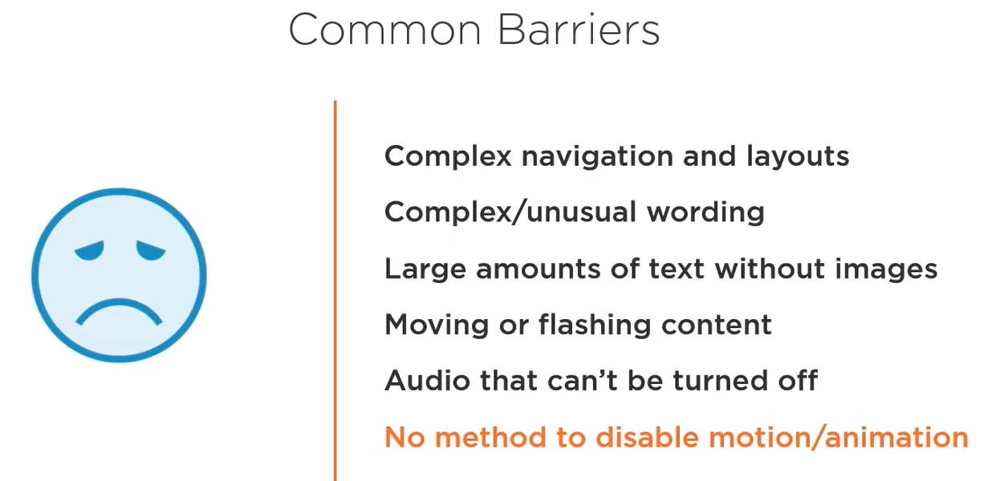 Common Barriers
Complex navigation and layouts
Complex/unusual wording
Large amounts of text without images
Moving or flashing content
Audio that can’t be turned off
No method to disable motion/animation